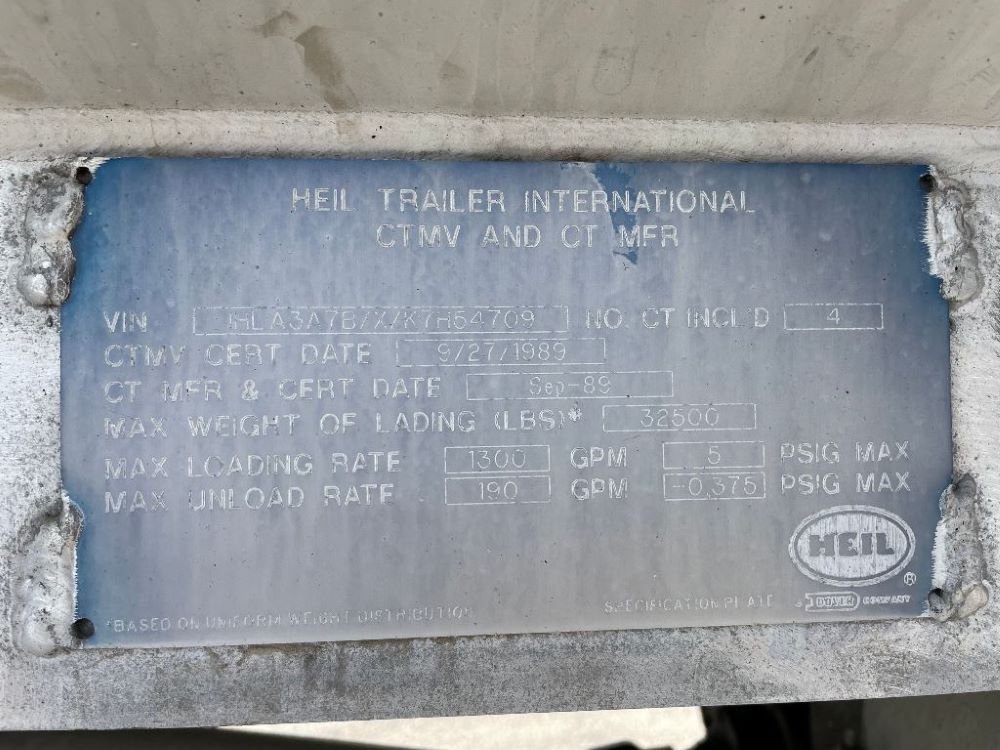 HEIL TRAILER INTERNATIONAL
CTMV AND CT MFR
VIN NO. CT INCL'D 4
CTMV CERT DATE 9/27/1989
CT MFR & CERT DATE Sep-89
MAX WEIGHT OF LADING (LBS)* 32500
MAX LOADING RATE 1300 GPM 5 PSIG MAX
MAX UNLOAD RATE 190 GPM -0.375 PSIG MAX
HEIL ®
*BASED ON UNIFORM WEIGHT DISTRIBUTION SPECIFICATION PLATE A DOVER COMPANY